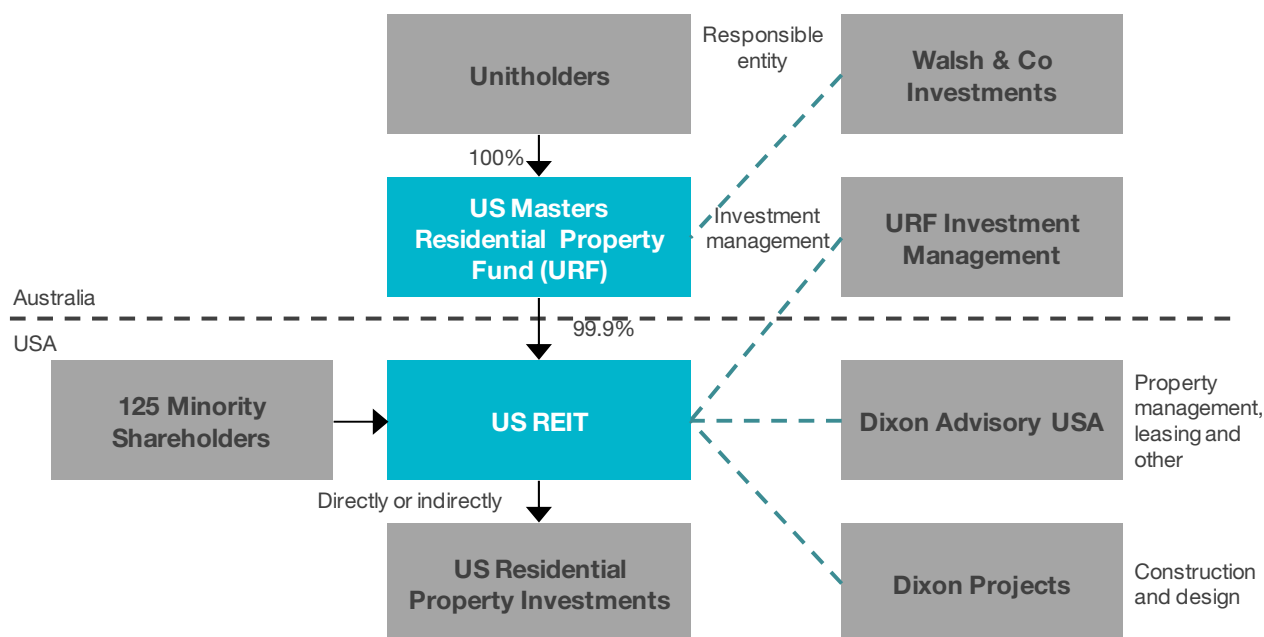 Unitholders
Responsible
entity
Walsh & Co
Investments
100%
US Masters
Residential Property
Fund (URF)
Investment
management
URF Investment
Management
Australia
99.9%
USA
125 Minority
Shareholders
US REIT
Dixon Advisory USA
Property
management,
leasing and
other
Directly or indirectly
US Residential
Property Investments
Dixon Projects
Construction
and design